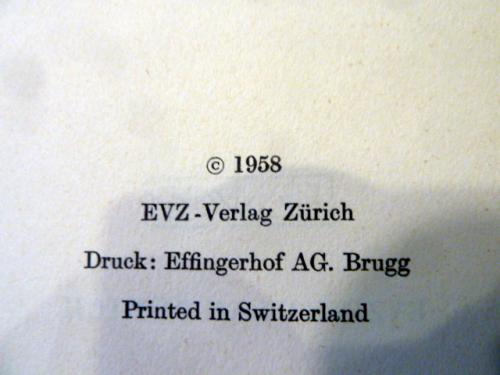 © 1958
EVZ-Verlag Zürich
Druck: Effingerhof AG. Brugg
Printed in Switzerland